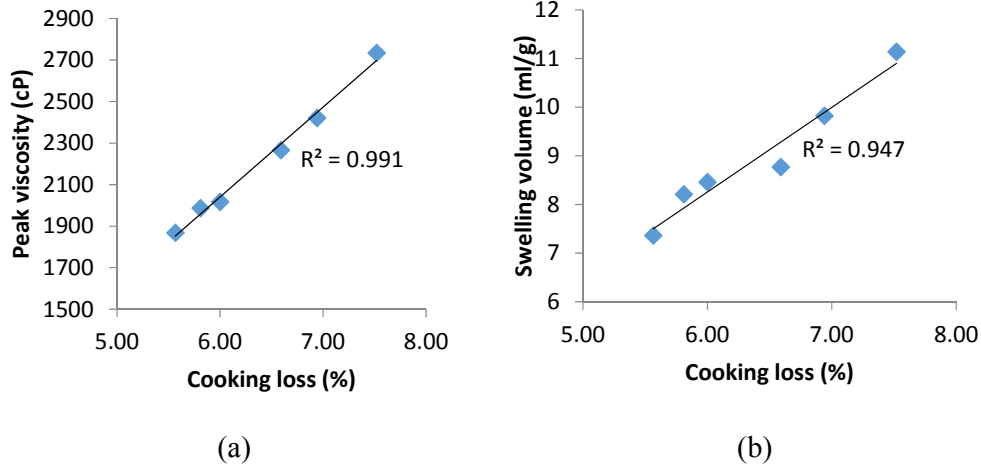 Peak viscosity (cP)
2900
2700
2500
2300
2100
1900
1700
1500
R² = 0.991
5.00 6.00 7.00 8.00
Cooking loss (%)
(a)
Swelling volume (ml/g)
12
11
10
9
8
7
6
R² = 0.947
5.00 6.00 7.00 8.00
Cooking loss (%)
(b)